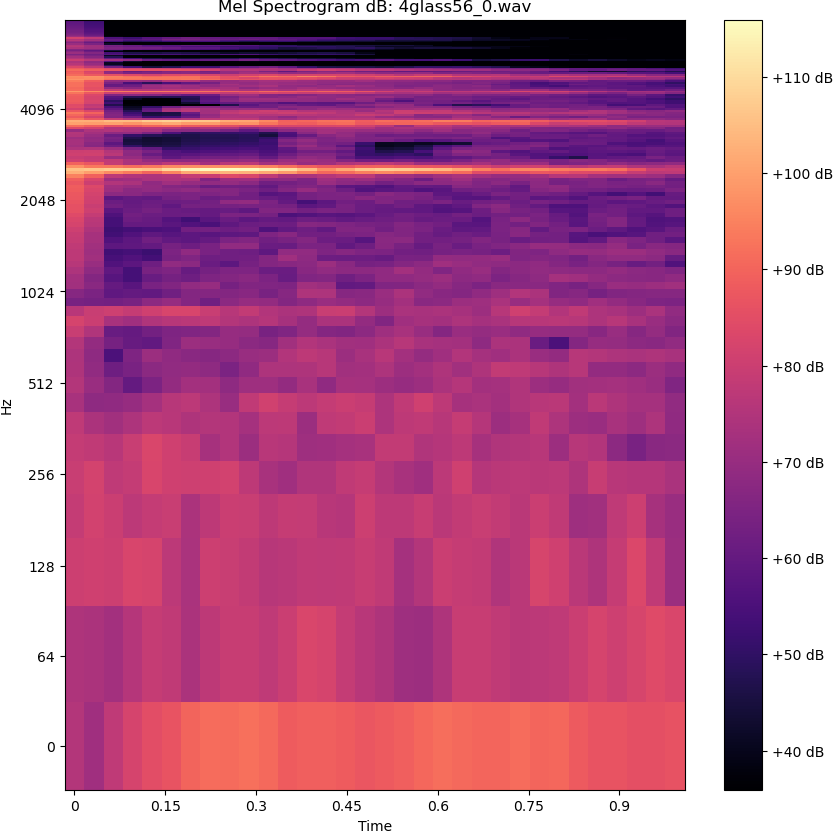 Mel Spectrogram dB: 4glass56_0.wav
4096
2048
1024
512
256
128
64
0
Hz
0 0.15 0.3 0.45 0.6 0.75 0.9
Time
+110 dB
+100 dB
+90 dB
+80 dB
+70 dB
+60 dB
+50 dB
+40 dB